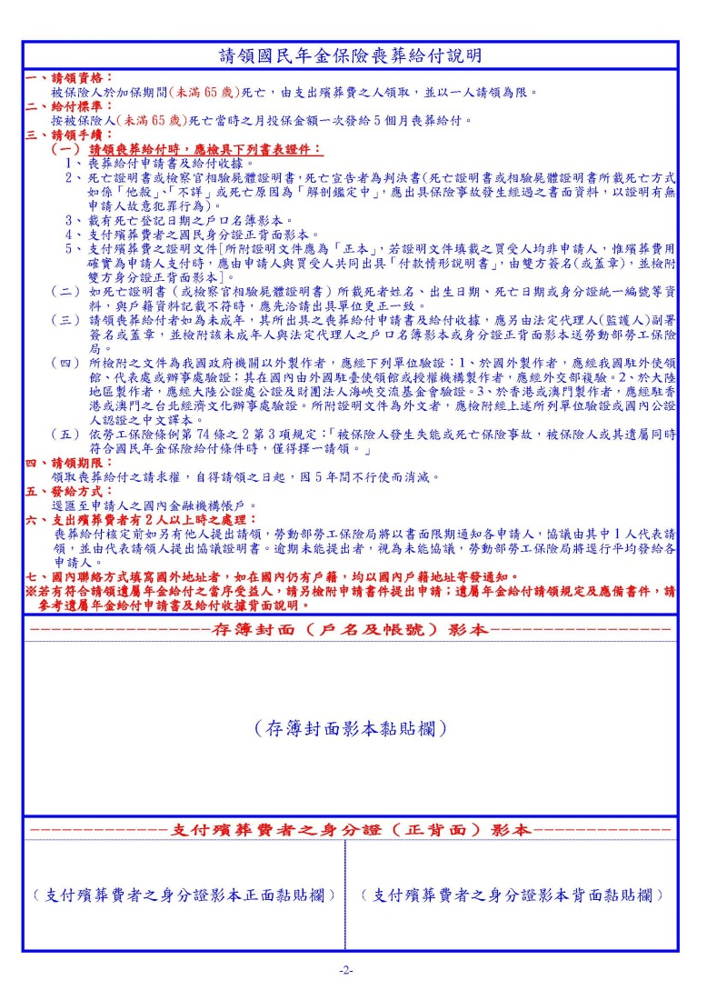 請領國民年金保險喪葬給付說明
一、請領資格：
被保險人於加保期間(未滿 65 歲)死亡，由支出殯葬費之人領取，並以一人請領為限。
二、給付標準：
按被保險人(未滿 65 歲)死亡當時之月投保金額一次發給 5 個月喪葬給付。
三、請領手續：
(一) 請領喪葬給付時，應檢具下列書表證件：
1、喪葬給付申請書及給付收據。
2、死亡證明書或檢察官相驗屍體證明書，死亡宣告者為判決書(死亡證明書或相驗屍體證明書所載死亡方式
如係「他殺」、「不詳」或死亡原因為「解剖鑑定中」，應出具保險事故發生經過之書面資料，以證明有無
申請人故意犯罪行為)。
3、載有死亡登記日期之戶口名簿影本。
4、支付殯葬費者之國民身分證正背面影本。
5、支付殯葬費之證明文件[所附證明文件應為「正本」，若證明文件填載之買受人均非申請人，惟殯葬費用
確實為申請人支付時，應由申請人與買受人共同出具「付款情形說明書」，由雙方簽名(或蓋章)，並檢附
雙方身分證正背面影本]。
(二) 如死亡證明書（或檢察官相驗屍體證明書）所載死者姓名、出生日期、死亡日期或身分證統一編號等資
料，與戶籍資料記載不符時，應先洽請出具單位更正一致。
(三) 請領喪葬給付者如為未成年，其所出具之喪葬給付申請書及給付收據，應另由法定代理人(監護人)副署
簽名或蓋章，並檢附該未成年人與法定代理人之戶口名簿影本或身分證正背面影本送勞動部勞工保險
局。
(四) 所檢附之文件為我國政府機關以外製作者，應經下列單位驗證：1、於國外製作者，應經我國駐外使領
館、代表處或辦事處驗證；其在國內由外國駐臺使領館或授權機構製作者，應經外交部複驗。2、於大陸
地區製作者，應經大陸公證處公證及財團法人海峽交流基金會驗證。3、於香港或澳門製作者，應經駐香
港或澳門之台北經濟文化辦事處驗證。所附證明文件為外文者，應檢附經上述所列單位驗證或國內公證
人認證之中文譯本。
(五) 依勞工保險條例第 74 條之 2 第 3 項規定：「被保險人發生失能或死亡保險事故，被保險人或其遺屬同時
符合國民年金保險給付條件時，僅得擇一請領。」
四、請領期限：
領取喪葬給付之請求權，自得請領之日起，因 5 年間不行使而消滅。
五、發給方式：
逕匯至申請人之國內金融機構帳戶。
六、支出殯葬費者有 2 人以上時之處理：
喪葬給付核定前如另有他人提出請領，勞動部勞工保險局將以書面限期通知各申請人，協議由其中 1 人代表請
領，並由代表請領人提出協議證明書。逾期未能提出者，視為未能協議，勞動部勞工保險局將逕行平均發給各
申請人。
七、國內聯絡方式填寫國外地址者，如在國內仍有戶籍，均以國內戶籍地址寄發通知。
※若有符合請領遺屬年金給付之當序受益人，請另檢附申請書件提出申請；遺屬年金給付請領規定及應備書件，請
參考遺屬年金給付申請書及給付收據背面說明。
------------------存簿封面（戶名及帳號）影本------------------
（存簿封面影本黏貼欄）
--------------支付殯葬費者之身分證（正背面）影本--------------
（支付殯葬費者之身分證影本正面黏貼欄）
（支付殯葬費者之身分證影本背面黏貼欄）
-2-